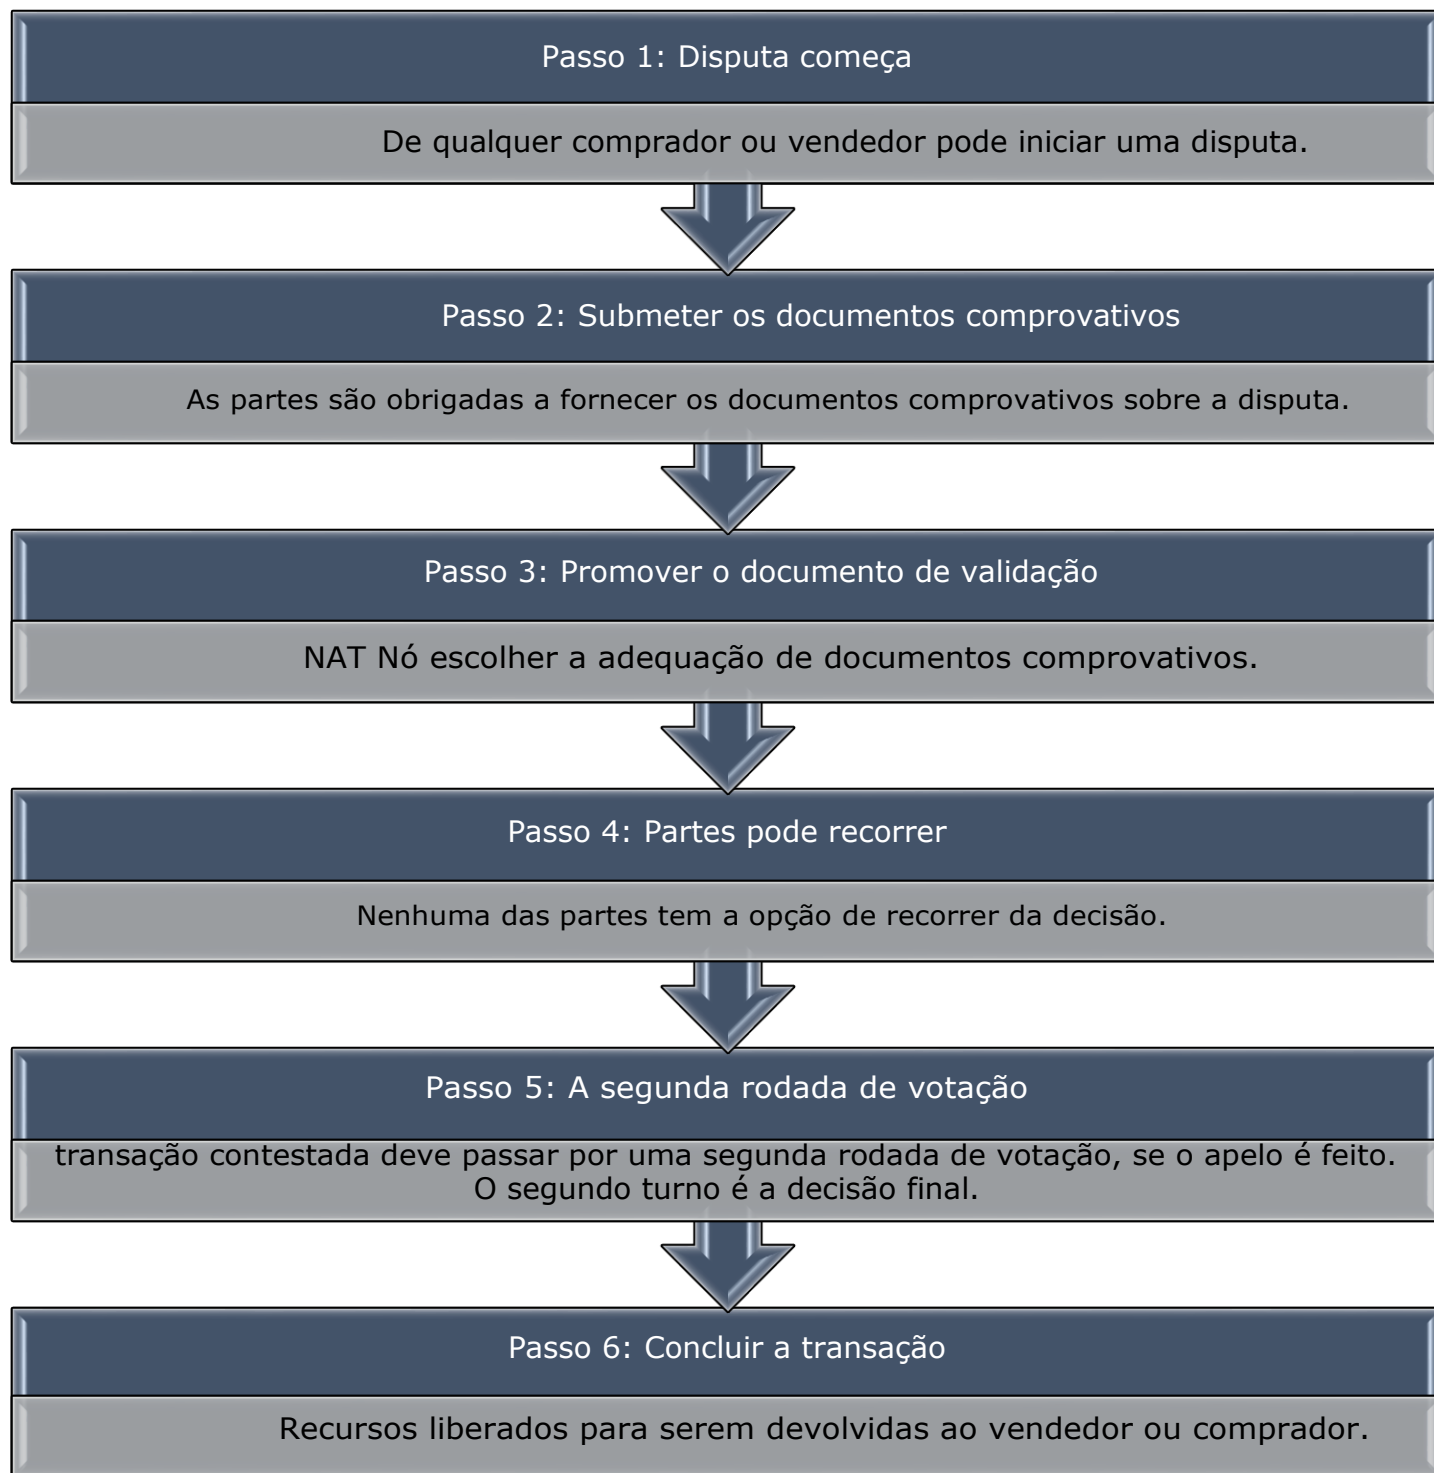 Passo 1: Disputa começa
De qualquer comprador ou vendedor pode iniciar uma disputa.
Passo 2: Submeter os documentos comprovativos
As partes são obrigadas a fornecer os documentos comprovativos sobre a disputa.
Passo 3: Promover o documento de validação
NAT Nó escolher a adequação de documentos comprovativos.
Passo 4: Partes pode recorrer
Nenhuma das partes tem a opção de recorrer da decisão.
Passo 5: A segunda rodada de votação
transação contestada deve passar por uma segunda rodada de votação, se o apelo é feito.
O segundo turno é a decisão final.
Passo 6: Concluir a transação
Recursos liberados para serem devolvidas ao vendedor ou comprador.